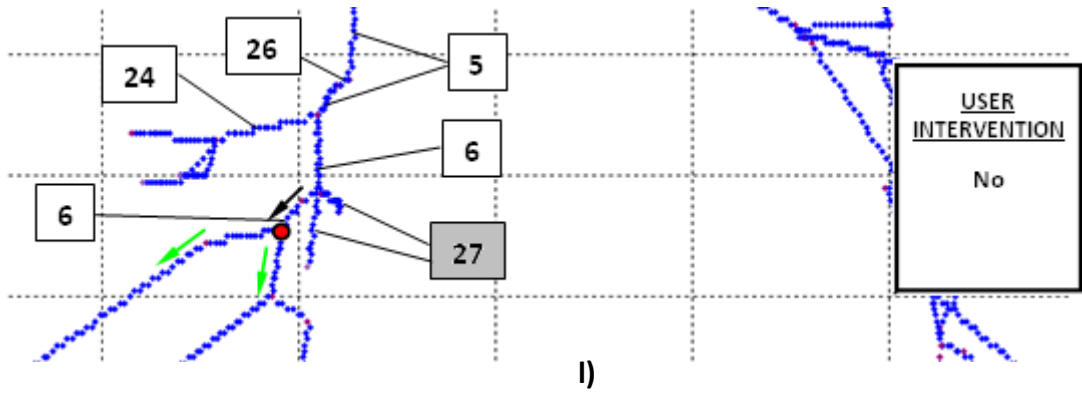 26
5
24
6
6
27
USER
INTERVENTION
No
I)